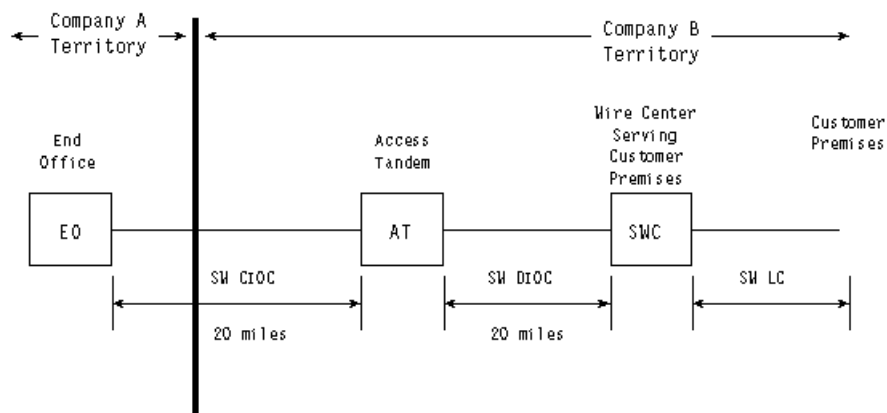 Company A
Territory
Company B
Territory
End
Office
Access
Tandem
Wire Center
Serving
Customer
Premises
Customer
Premises
EO
AT
SWC
SW CIOC
SW DIOC
SW LC
20 miles
20 miles